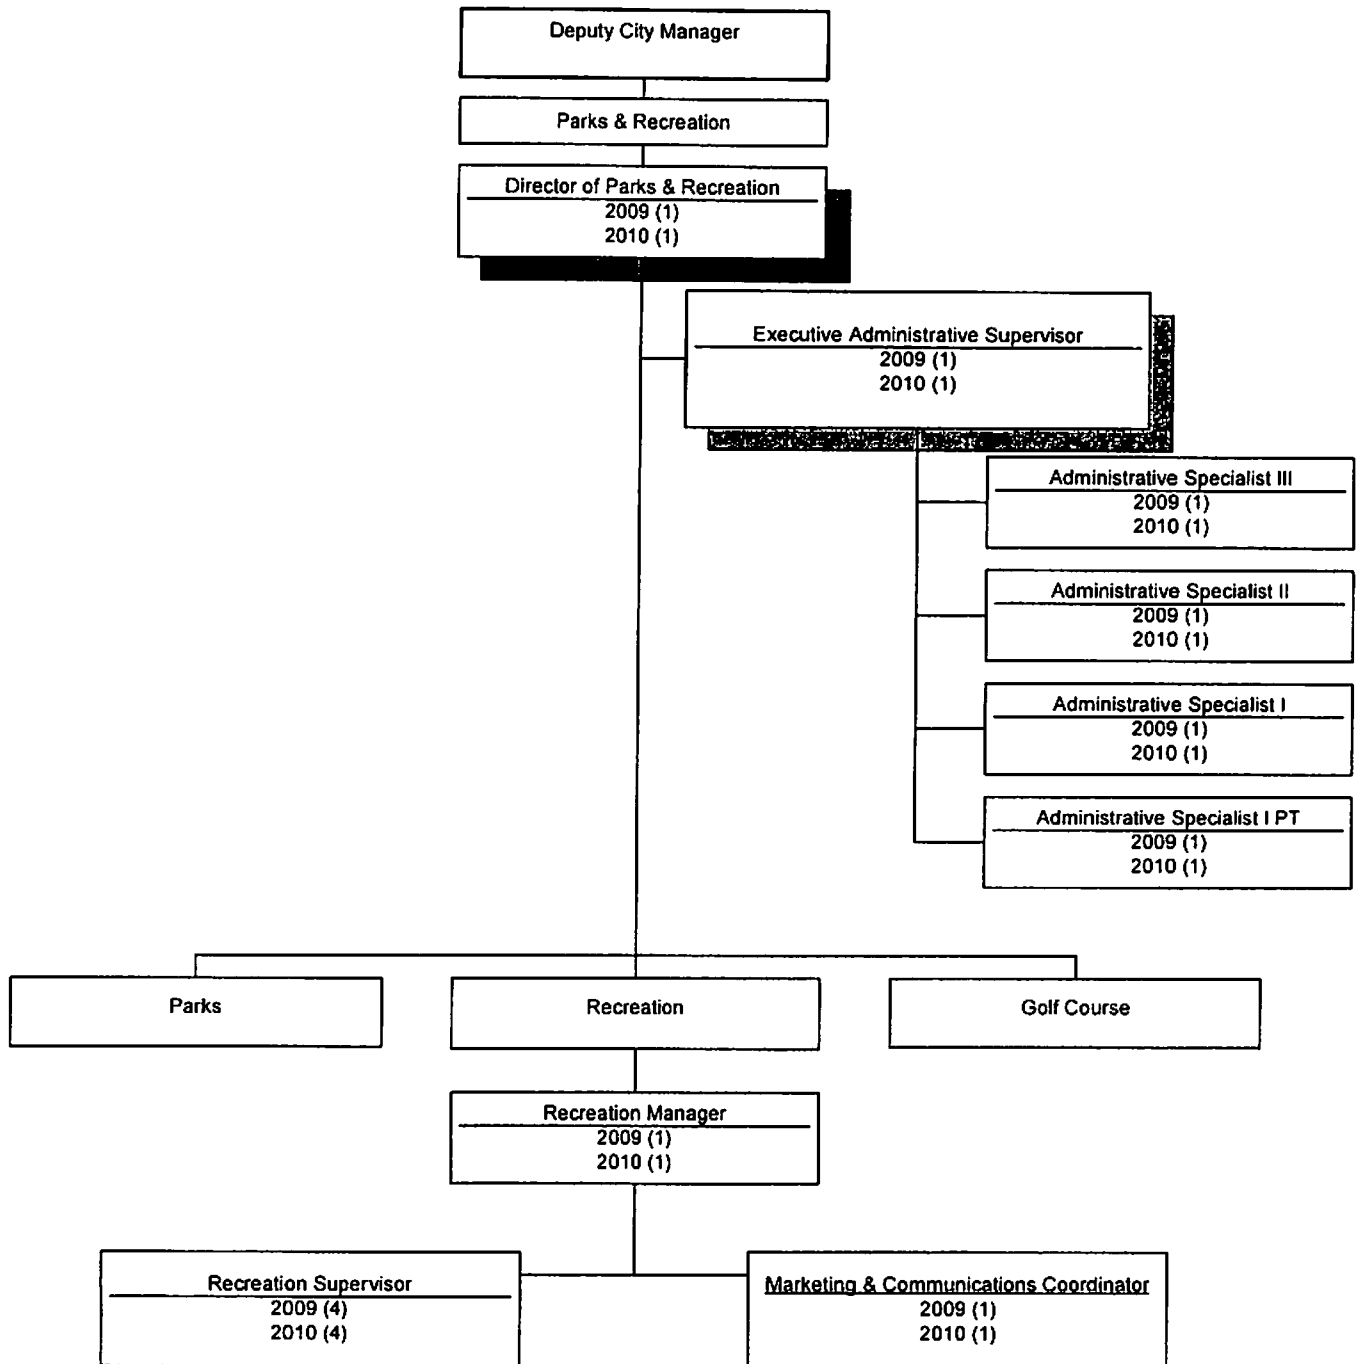 Deputy City Manager
Parks & Recreation
Director of Parks & Recreation
2009 (1)
2010 (1)
Executive Administrative Supervisor
2009 (1)
2010 (1)
Administrative Specialist III
2009 (1)
2010 (1)
Administrative Specialist II
2009 (1)
2010 (1)
Administrative Specialist I
2009 (1)
2010 (1)
Administrative Specialist I PT
2009 (1)
2010 (1)
Parks
Recreation
Golf Course
Recreation Manager
2009 (1)
2010 (1)
Recreation Supervisor
2009 (4)
2010 (4)
Marketing & Communications Coordinator
2009 (1)
2010 (1)